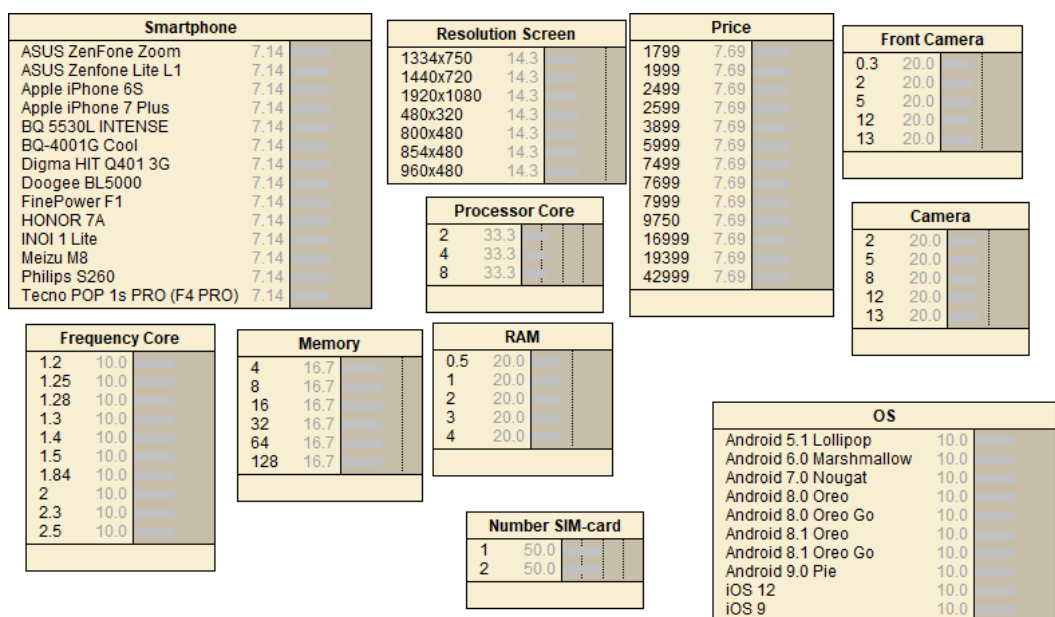 Smartphone
ASUS ZenFone Zoom 7.14
ASUS Zenfone Lite L1 7.14
Apple iPhone 6S 7.14
Apple iPhone 7 Plus 7.14
BQ 5530L INTENSE 7.14
BQ-4001G Cool 7.14
Digma HIT Q401 3G 7.14
Doogee BL5000 7.14
FinePower F1 7.14
HONOR 7A 7.14
INOI 1 Lite 7.14
Meizu M8 7.14
Philips S260 7.14
Tecno POP 1s PRO (F4 PRO) 7.14
Resolution Screen
1334x750 14.3
1440x720 14.3
1920x1080 14.3
480x320 14.3
800x480 14.3
854x480 14.3
960x480 14.3
Price
1799 7.69
1999 7.69
2499 7.69
2599 7.69
3899 7.69
5999 7.69
7499 7.69
7699 7.69
7999 7.69
9750 7.69
16999 7.69
19399 7.69
42999 7.69
Front Camera
0.3 20.0
2 20.0
5 20.0
12 20.0
13 20.0
Processor Core
2 33.3
4 33.3
8 33.3
Camera
2 20.0
5 20.0
8 20.0
12 20.0
13 20.0
Frequency Core
1.2 10.0
1.25 10.0
1.28 10.0
1.3 10.0
1.4 10.0
1.5 10.0
1.84 10.0
2 10.0
2.3 10.0
2.5 10.0
Memory
4 16.7
8 16.7
16 16.7
32 16.7
64 16.7
128 16.7
RAM
0.5 20.0
1 20.0
2 20.0
3 20.0
4 20.0
OS
Android 5.1 Lollipop 10.0
Android 6.0 Marshmallow 10.0
Android 7.0 Nougat 10.0
Android 8.0 Oreo 10.0
Android 8.0 Oreo Go 10.0
Android 8.1 Oreo 10.0
Android 8.1 Oreo Go 10.0
Android 9.0 Pie 10.0
iOS 12 10.0
iOS 9 10.0
Number SIM-card
1 50.0
2 50.0